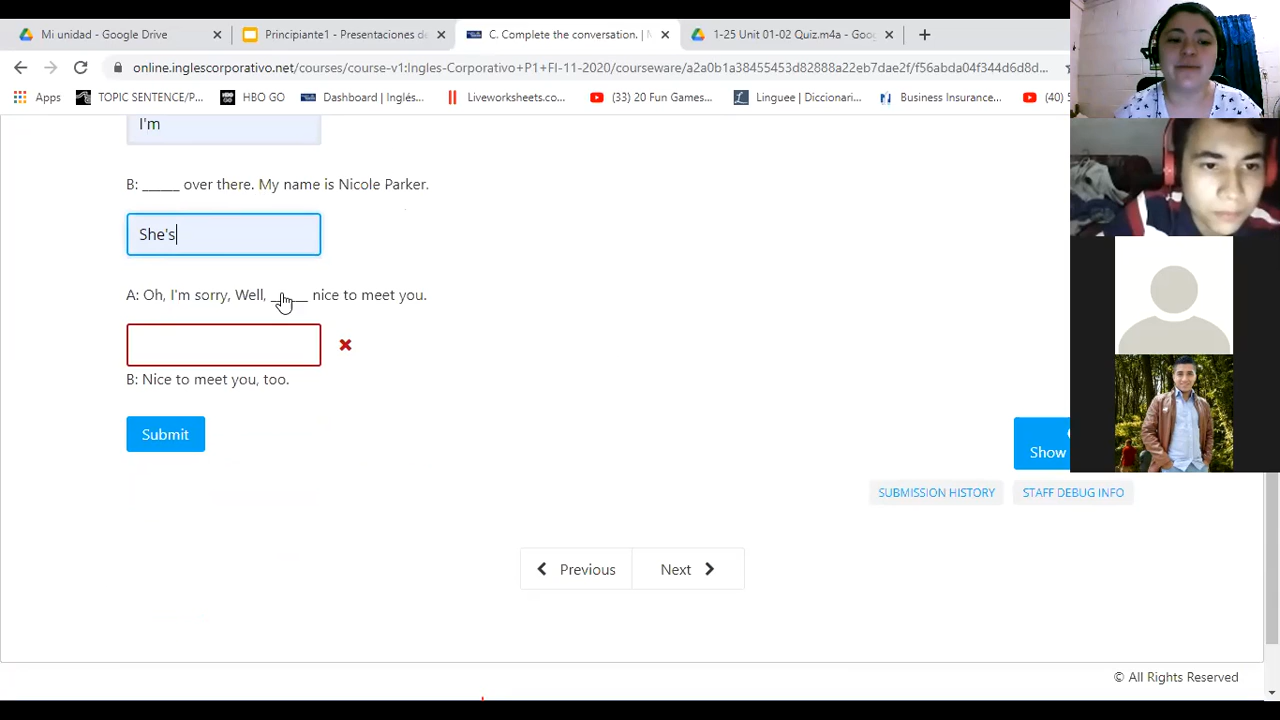 Mi unidad - Google Drive
Principiante1 - Presentaciones de
C. Complete the conversation. | M
1-25 Unit 01-02 Quiz.m4a - Goo
online.inglescorporativo.net/courses/course-v1:Ingles-Corporativo+P1+FI-11-2020/courseware/a2a0b1a38455453d82888a22eb7dae2f/f56abda04f344d6d8d...
Apps
TOPIC SENTENCE/P...
HBO GO
Dashboard | Inglés...
Liveworksheets.co...
(33) 20 Fun Games...
Linguee | Diccionari...
Business Insurance...
(40) 5
I'm
B: ______ over there. My name is Nicole Parker.
She's
A: Oh, I'm sorry, Well, ______ nice to meet you.
B: Nice to meet you, too.
Submit
Show
SUBMISSION HISTORY
STAFF DEBUG INFO
Previous
Next
© All Rights Reserved